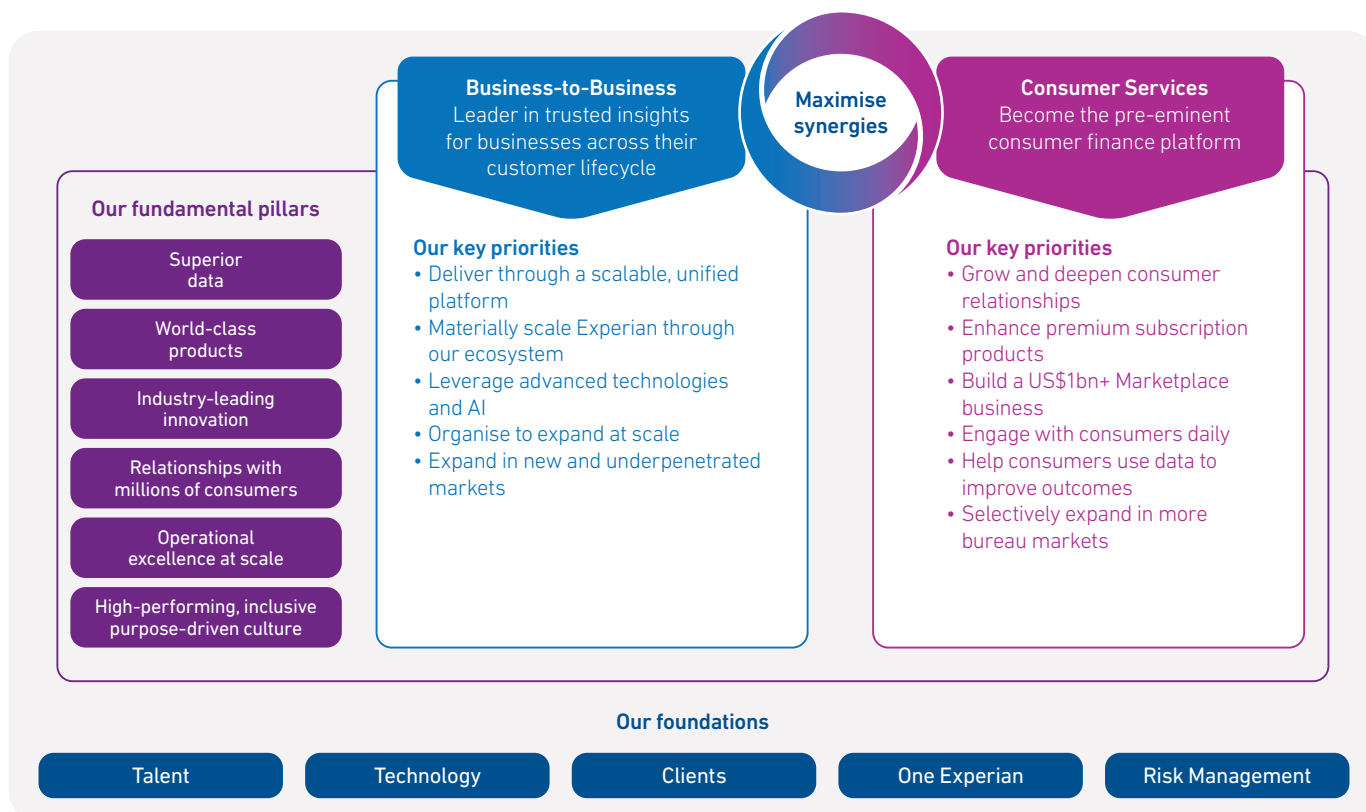 Business-to-Business
Leader in trusted insights
for businesses across their
customer lifecycle
Maximise
synergies
Consumer Services
Become the pre-eminent
consumer finance platform
Our fundamental pillars
Superior
data
World-class
products
Industry-leading
innovation
Relationships with
millions of consumers
Operational
excellence at scale
High-performing, inclusive
purpose-driven culture
Our key priorities
• Deliver through a scalable, unified
platform
• Materially scale Experian through
our ecosystem
• Leverage advanced technologies
and AI
• Organise to expand at scale
• Expand in new and underpenetrated
markets
Our key priorities
• Grow and deepen consumer
relationships
• Enhance premium subscription
products
• Build a US$1bn+ Marketplace
business
• Engage with consumers daily
• Help consumers use data to
improve outcomes
• Selectively expand in more
bureau markets
Our foundations
Talent
Technology
Clients
One Experian
Risk Management